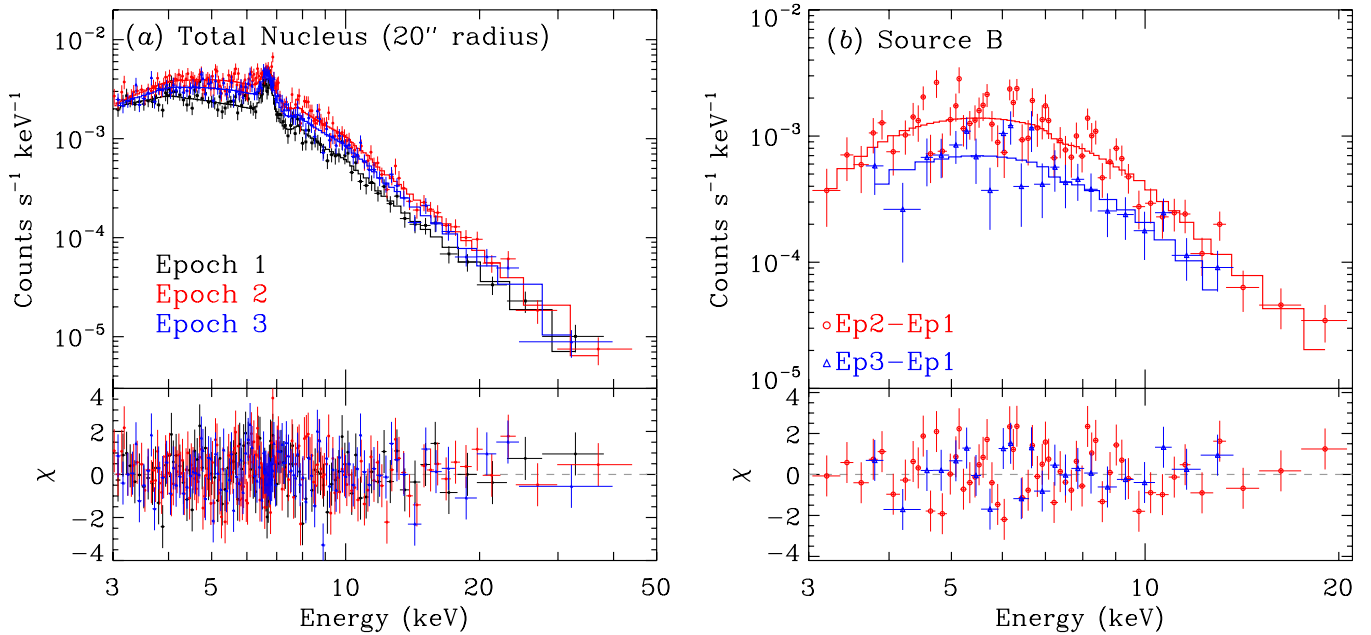 (a) Total Nucleus (20" radius)
10⁻²
10⁻³
10⁻⁴
10⁻⁵
Counts s⁻¹ keV⁻¹
Epoch 1
Epoch 2
Epoch 3
4
2
0
-2
-4
χ
3 5 10 20 50
Energy (keV)
(b) Source B
10⁻²
10⁻³
10⁻⁴
10⁻⁵
Counts s⁻¹ keV⁻¹
Ep2-Ep1
Ep3-Ep1
4
2
0
-2
-4
χ
3 5 10 20
Energy (keV)